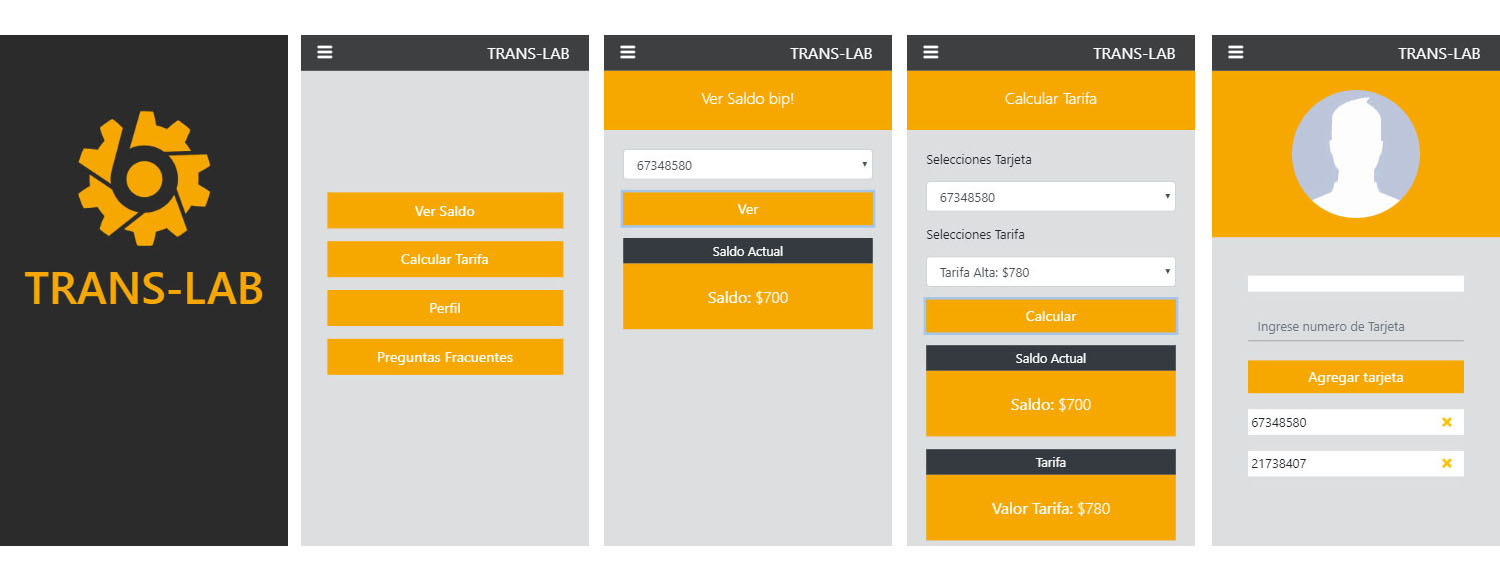 TRANS-LAB
TRANS-LAB
Ver Saldo
Calcular Tarifa
Perfil
Preguntas Fracuentes
TRANS-LAB
Ver Saldo bip!
67348580
Ver
Saldo Actual
Saldo: $700
TRANS-LAB
Calcular Tarifa
Selecciones Tarjeta
67348580
Selecciones Tarifa
Tarifa Alta: $780
Calcular
Saldo Actual
Saldo: $700
Tarifa
Valor Tarifa: $780
TRANS-LAB
Ingrese numero de Tarjeta
Agregar tarjeta
67348580
21738407